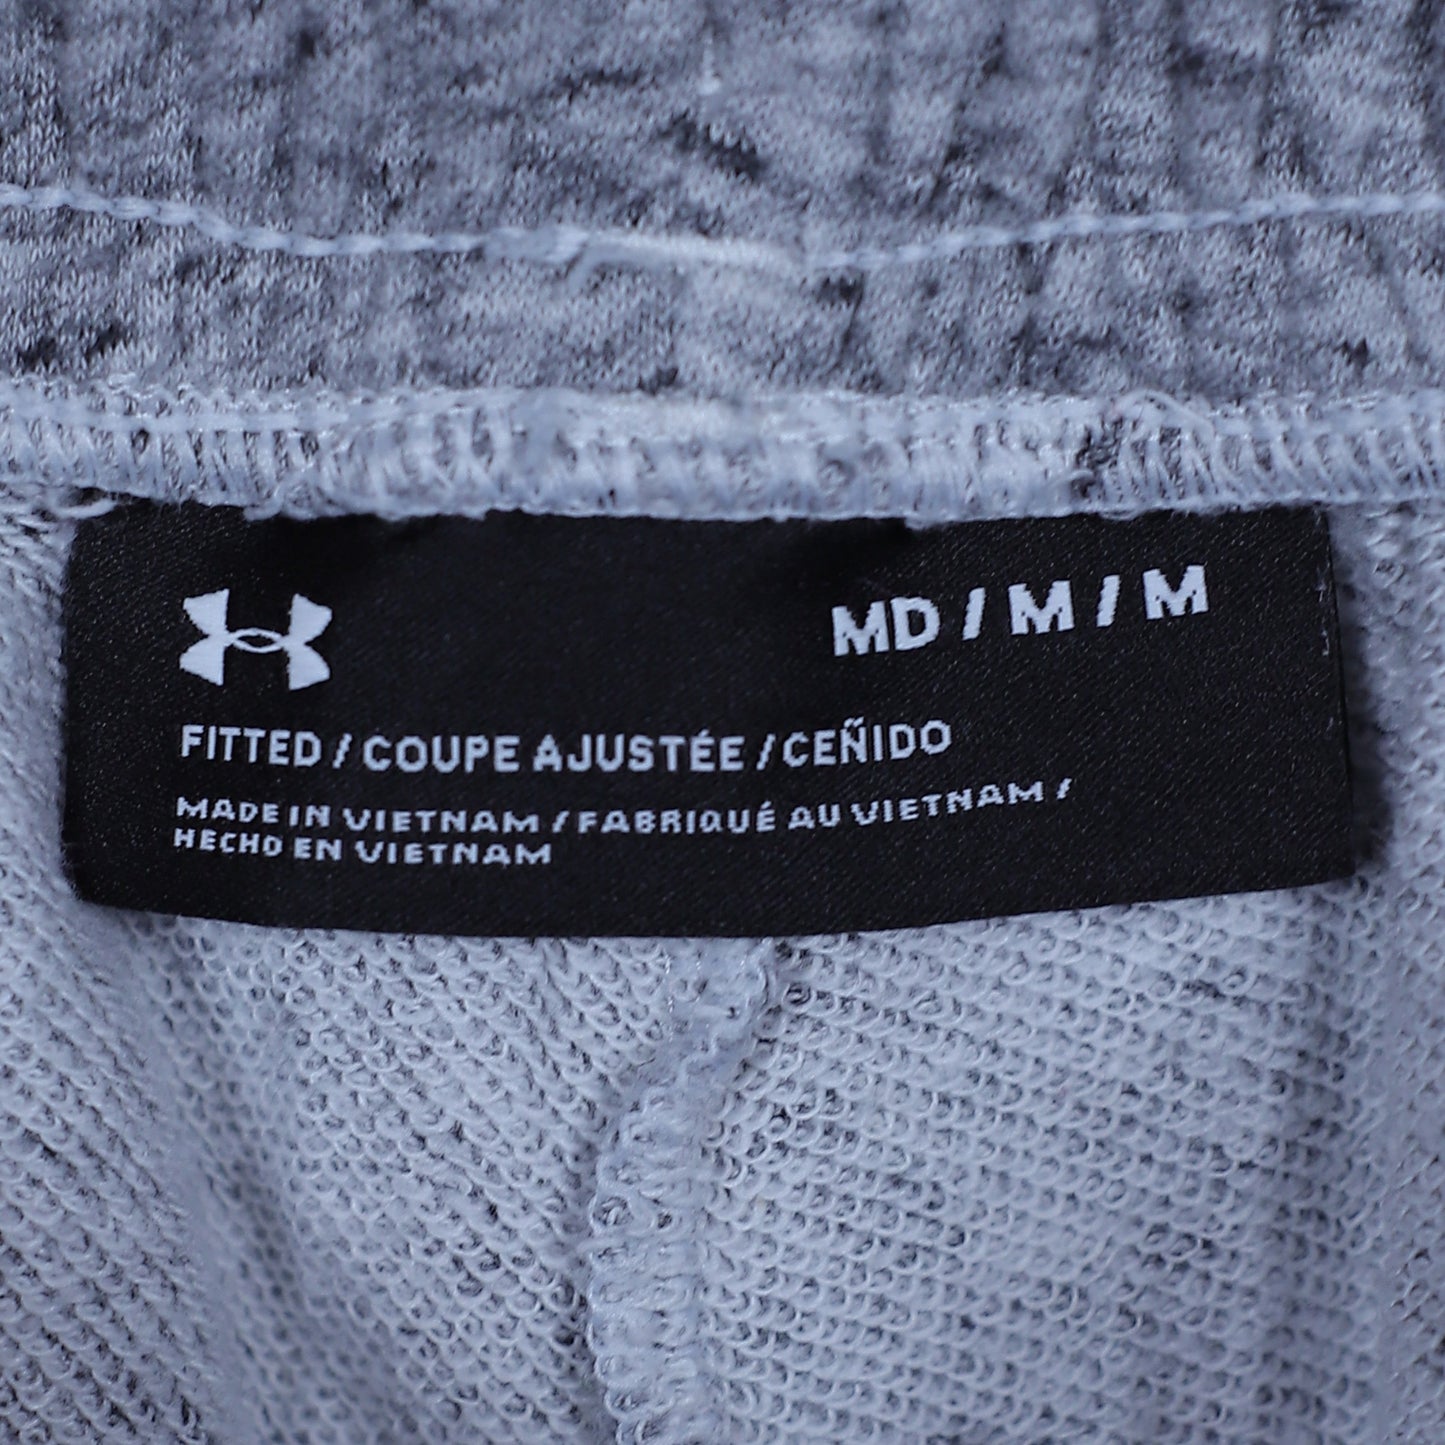 MD / M / M
FITTED / COUPE AJUSTÉE / CEÑIDO
MADE IN VIETNAM / FABRIQUÉ AU VIETNAM /
HECHO EN VIETNAM